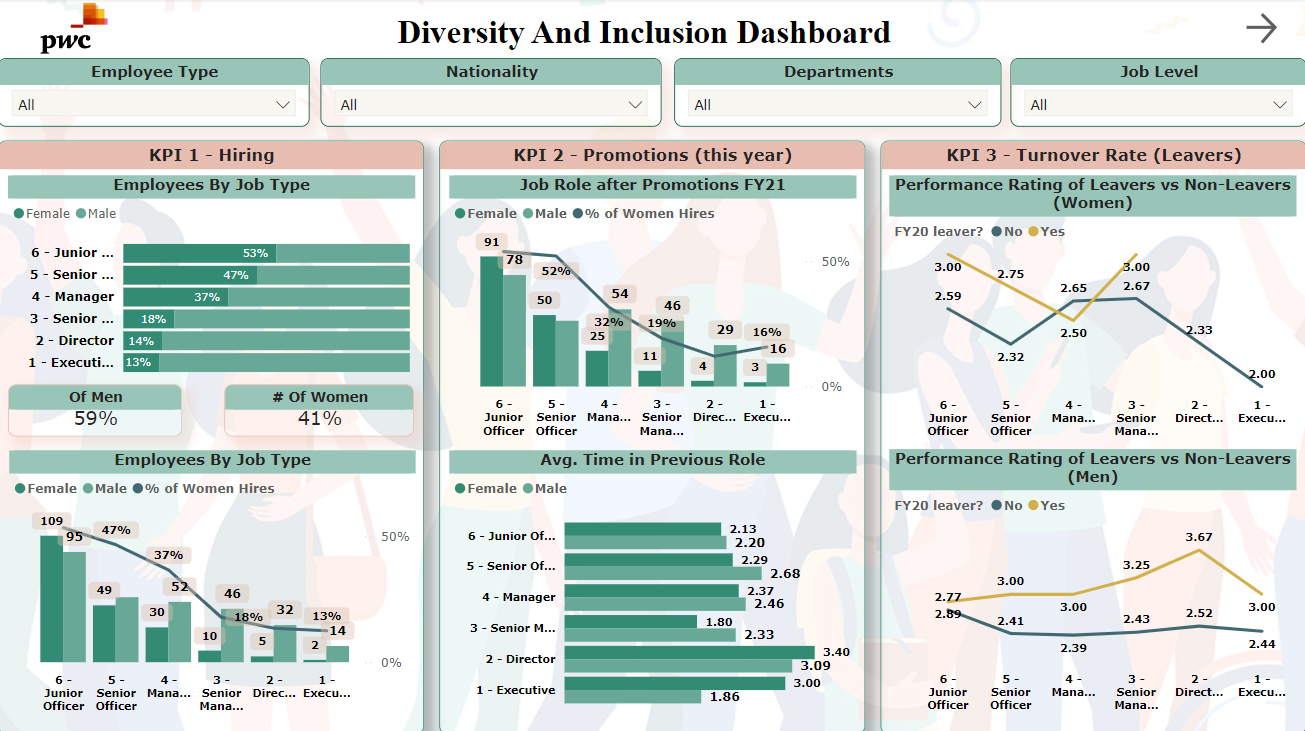 pwc
Diversity And Inclusion Dashboard
Employee Type
Nationality
Departments
Job Level
All
All
All
All
KPI 1 - Hiring
Employees By Job Type
Female Male
6 - Junior ... 53%
5 - Senior ... 47%
4 - Manager 37%
3 - Senior ... 18%
2 - Director 14%
1 - Executi... 13%
Of Men
59%
# Of Women
41%
Employees By Job Type
Female Male % of Women Hires
109
95
47%
49
37%
30
52
46
10
18%
32
5
13%
2
14
50%
0%
6 -
Junior
Officer
5 -
Senior
Officer
4 -
Mana...
3 -
Senior
Mana...
2 -
Direc...
1 -
Execu...
KPI 2 - Promotions (this year)
Job Role after Promotions FY21
Female Male % of Women Hires
91
78
52%
50
54
32%
25
46
19%
11
29
4
16%
16
3
50%
0%
6 -
Junior
Officer
5 -
Senior
Officer
4 -
Mana...
3 -
Senior
Mana...
2 -
Direc...
1 -
Execu...
Avg. Time in Previous Role
Female Male
6 - Junior Of... 2.13
2.20
5 - Senior Of... 2.29
2.68
4 - Manager 2.37
2.46
3 - Senior M... 1.80
2.33
2 - Director 3.40
3.09
1 - Executive 3.00
1.86
KPI 3 - Turnover Rate (Leavers)
Performance Rating of Leavers vs Non-Leavers
(Women)
FY20 leaver? No Yes
3.00
2.59
2.75
2.32
2.65
2.50
3.00
2.67
2.33
2.00
6 -
Junior
Officer
5 -
Senior
Officer
4 -
Mana...
3 -
Senior
Mana...
2 -
Direct...
1 -
Execu...
Performance Rating of Leavers vs Non-Leavers
(Men)
FY20 leaver? No Yes
2.77
2.89
3.00
2.41
3.00
2.39
3.25
2.43
3.67
2.52
3.00
2.44
6 -
Junior
Officer
5 -
Senior
Officer
4 -
Mana...
3 -
Senior
Mana...
2 -
Direct...
1 -
Execu...